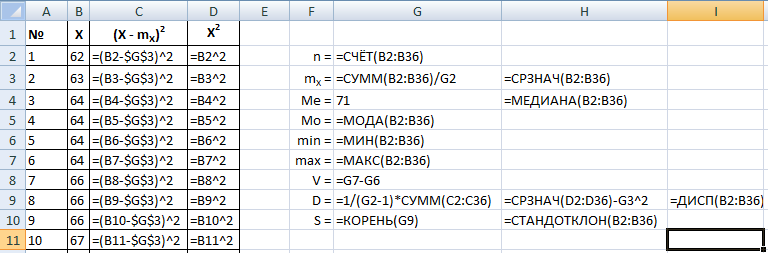 A B C D E F G H I
1 № X (X - mX)² X²
2 1 62 =(B2-$G$3)^2 =B2^2 n = =СЧЁТ(B2:B36)
3 2 63 =(B3-$G$3)^2 =B3^2 mX = =СУММ(B2:B36)/G2 =СРЗНАЧ(B2:B36)
4 3 64 =(B4-$G$3)^2 =B4^2 Me = 71 =МЕДИАНА(B2:B36)
5 4 64 =(B5-$G$3)^2 =B5^2 Mo = =МОДА(B2:B36)
6 5 64 =(B6-$G$3)^2 =B6^2 min = =МИН(B2:B36)
7 6 64 =(B7-$G$3)^2 =B7^2 max = =МАКС(B2:B36)
8 7 66 =(B8-$G$3)^2 =B8^2 V = =G7-G6
9 8 66 =(B9-$G$3)^2 =B9^2 D = =1/(G2-1)*СУММ(C2:C36) =СРЗНАЧ(D2:D36)-G3^2 =ДИСП(B2:B36)
10 9 66 =(B10-$G$3)^2 =B10^2 S = =КОРЕНЬ(G9) =СТАНДОТКЛОН(B2:B36)
11 10 67 =(B11-$G$3)^2 =B11^2